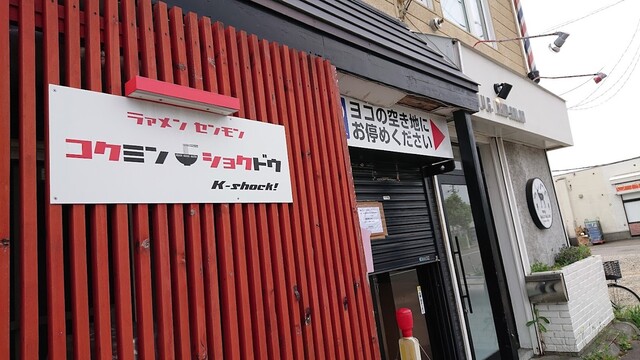 ラァメン センモン
コクミン ショクドウ
K-shock!
ヨコの空き地に
お停めください